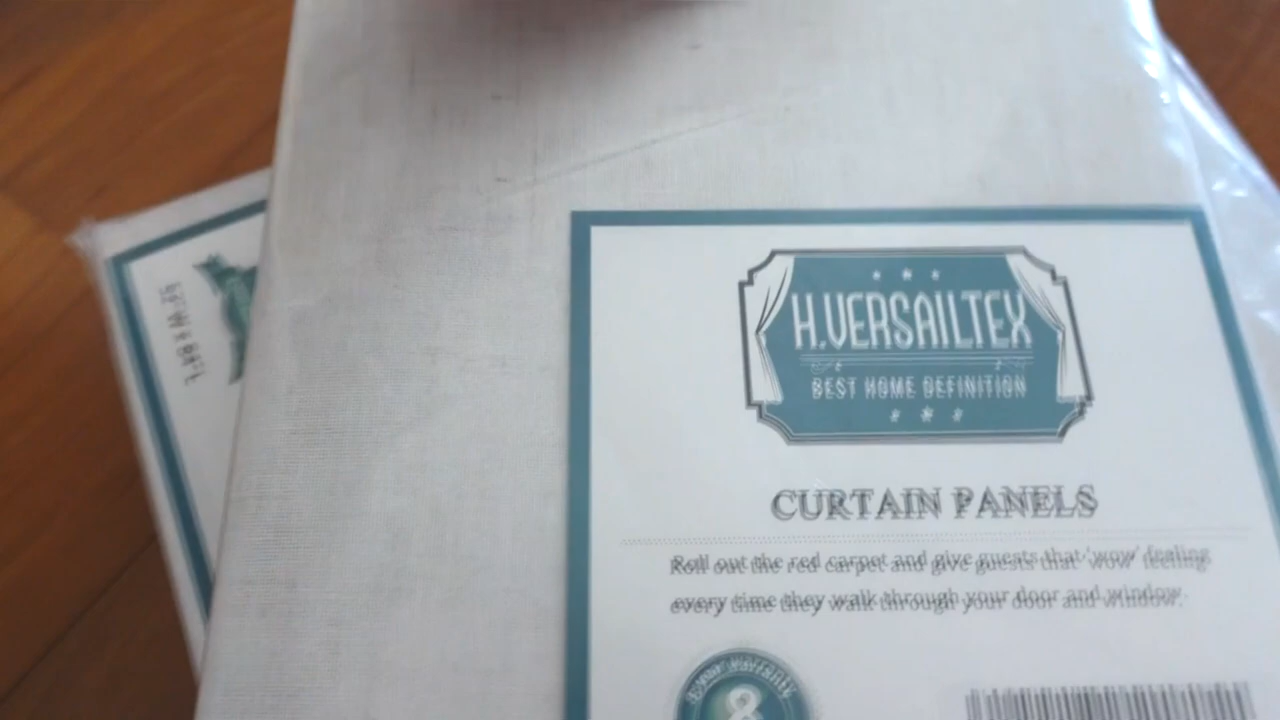 H.VERSAILTEX
BEST HOME DEFINITION
CURTAIN PANELS
Roll out the red carpet and give guests that 'wow' feeling
every time they walk through your door and window.
&